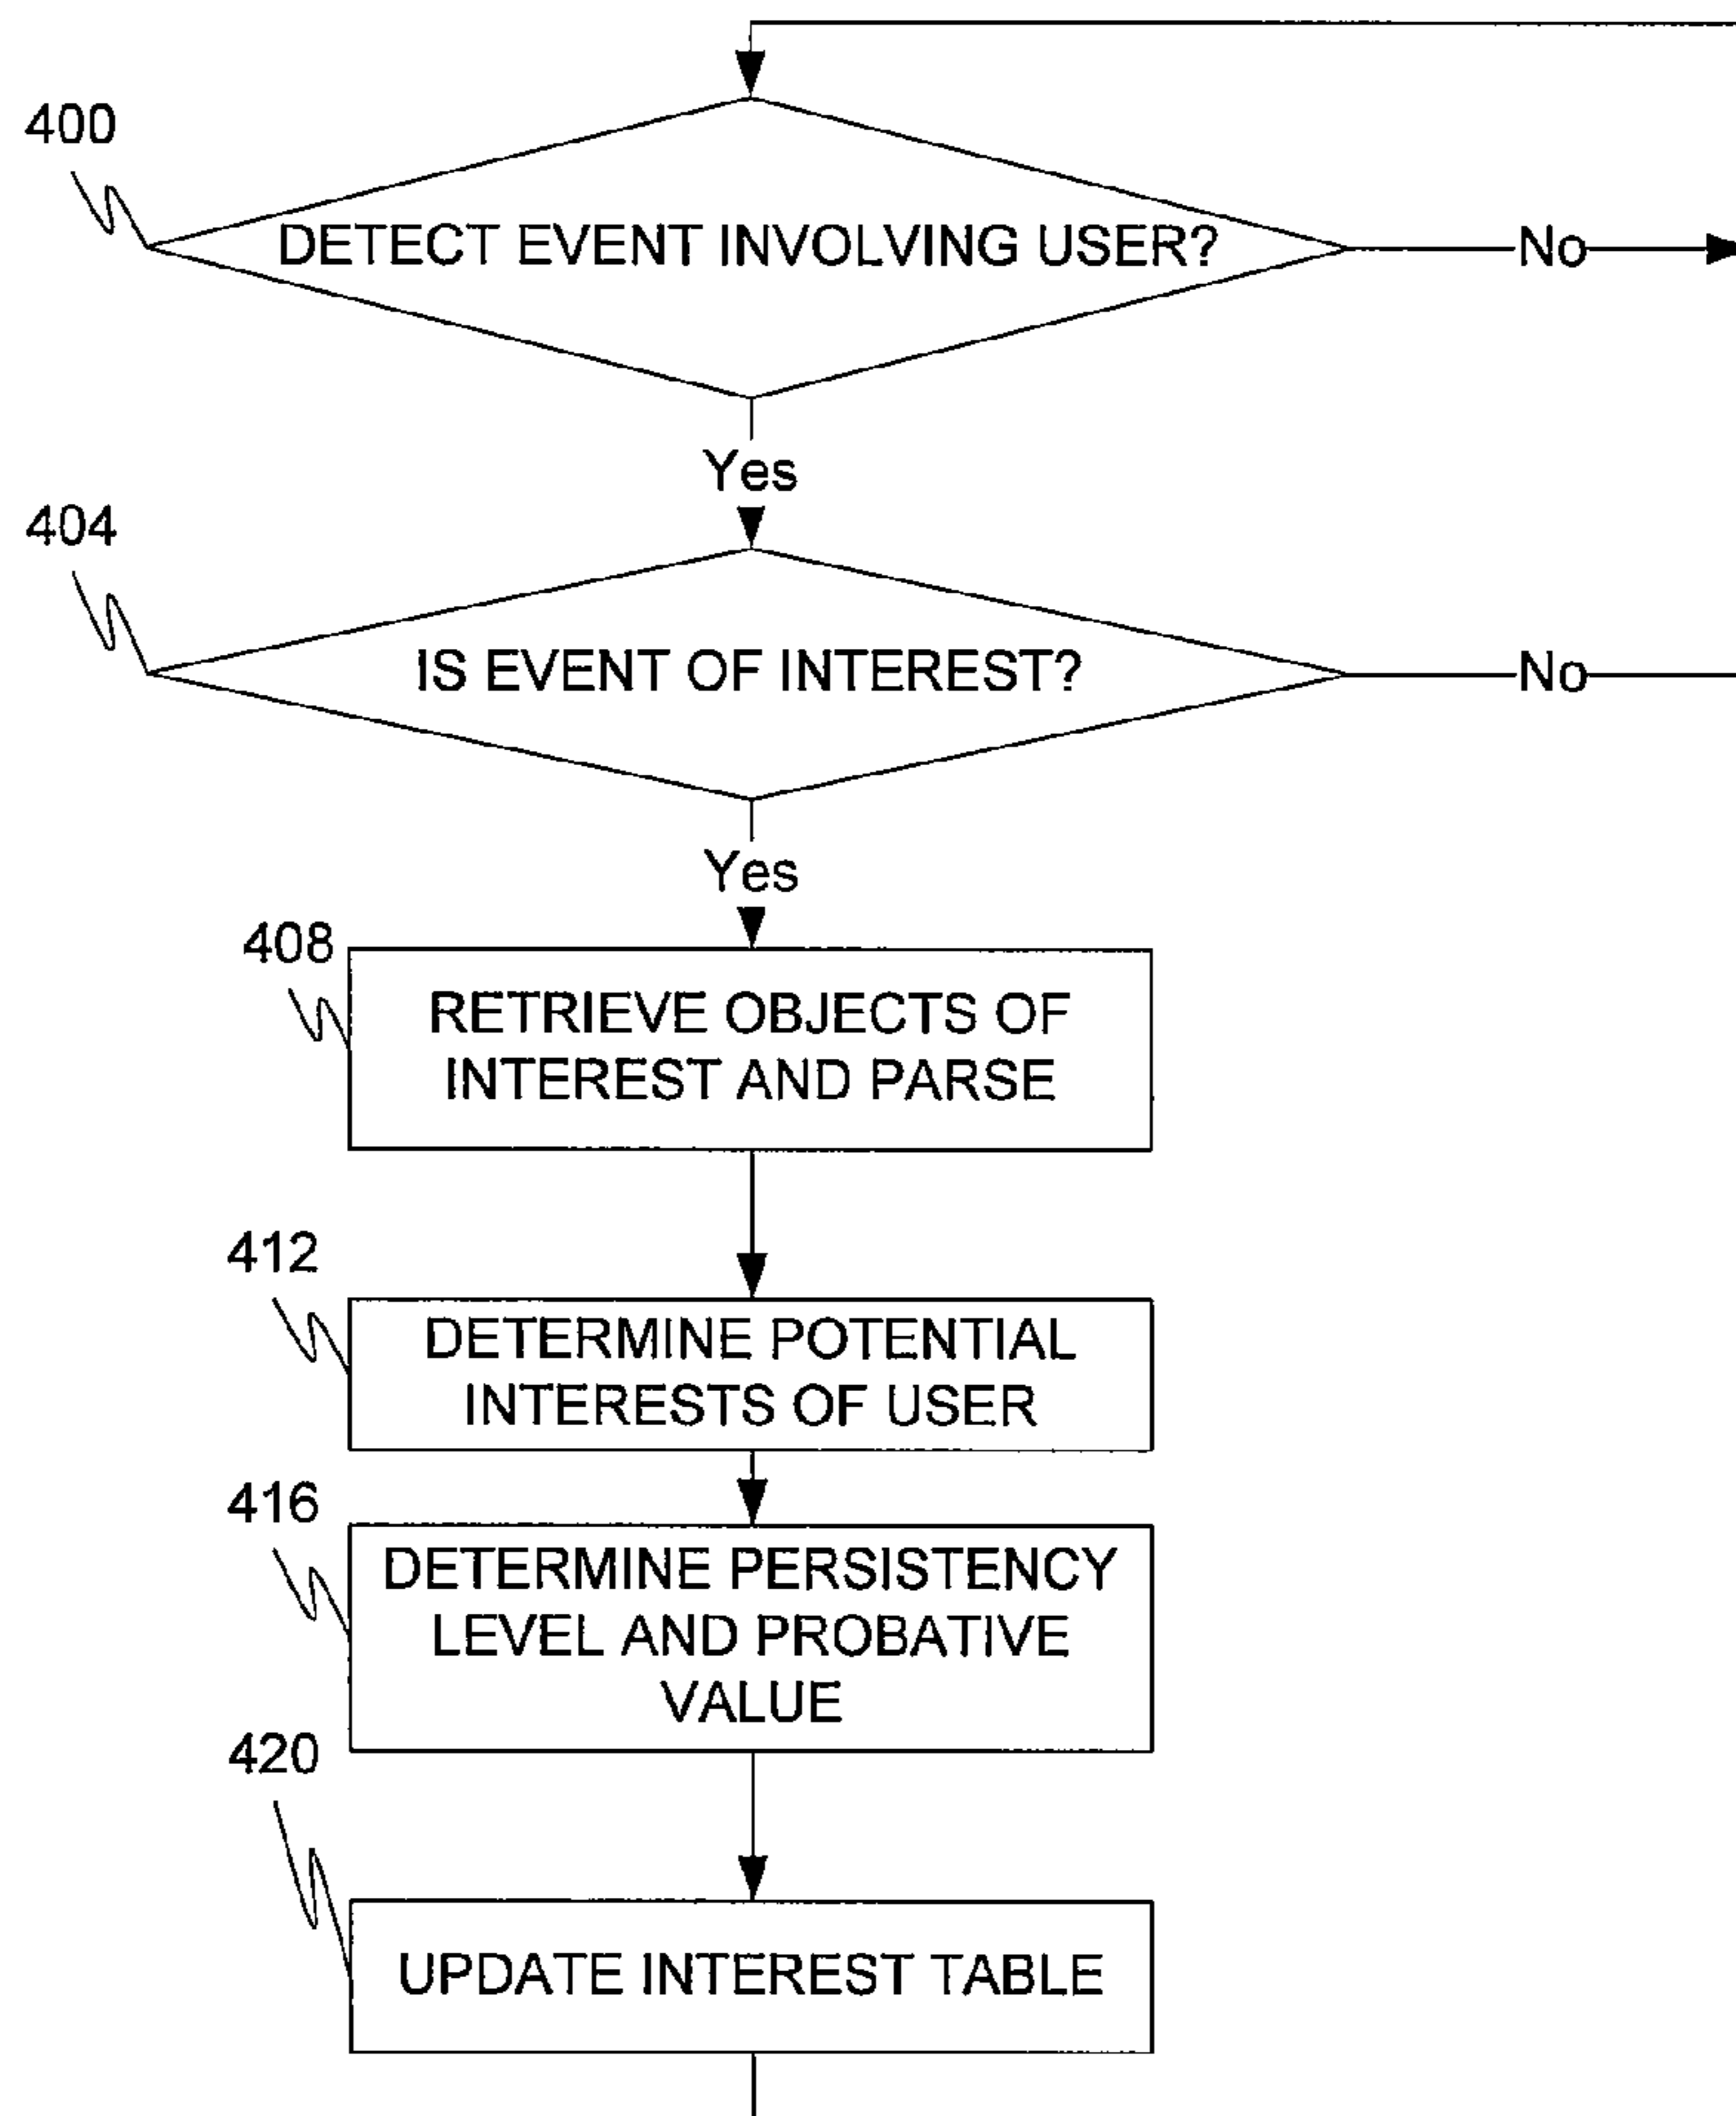 400
DETECT EVENT INVOLVING USER?
No
Yes
404
IS EVENT OF INTEREST?
No
Yes
408
RETRIEVE OBJECTS OF
INTEREST AND PARSE
412
DETERMINE POTENTIAL
INTERESTS OF USER
416
DETERMINE PERSISTENCY
LEVEL AND PROBATIVE
VALUE
420
UPDATE INTEREST TABLE